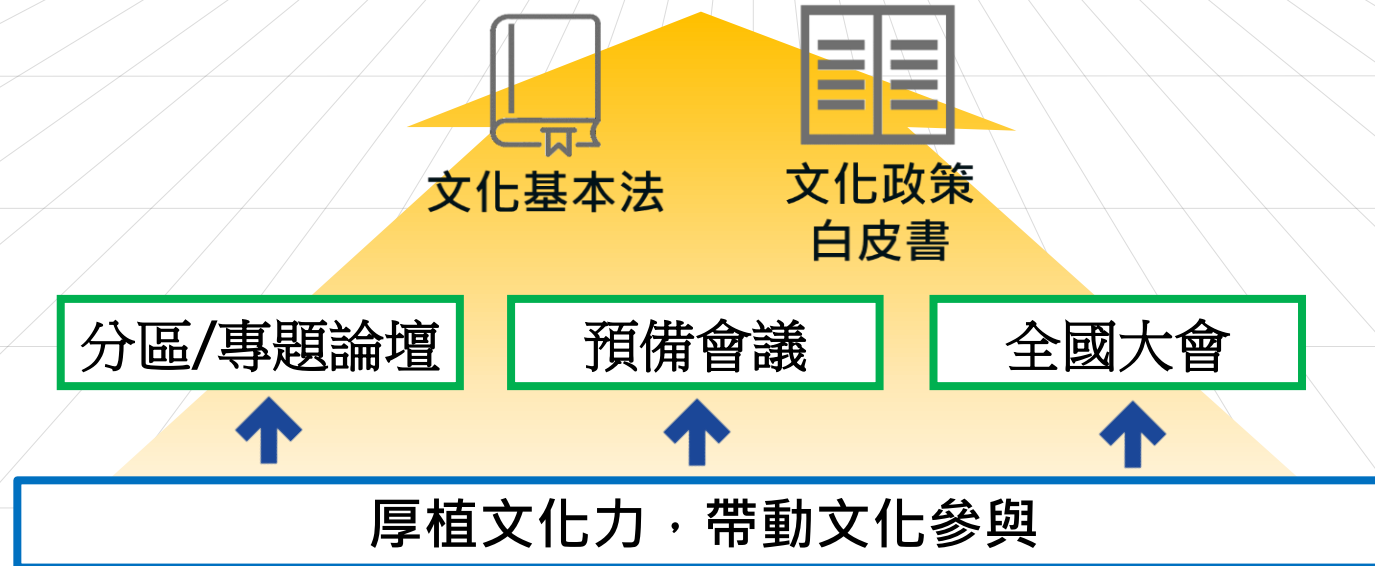 文化基本法
文化政策
白皮書
分區/專題論壇
預備會議
全國大會
厚植文化力，帶動文化參與